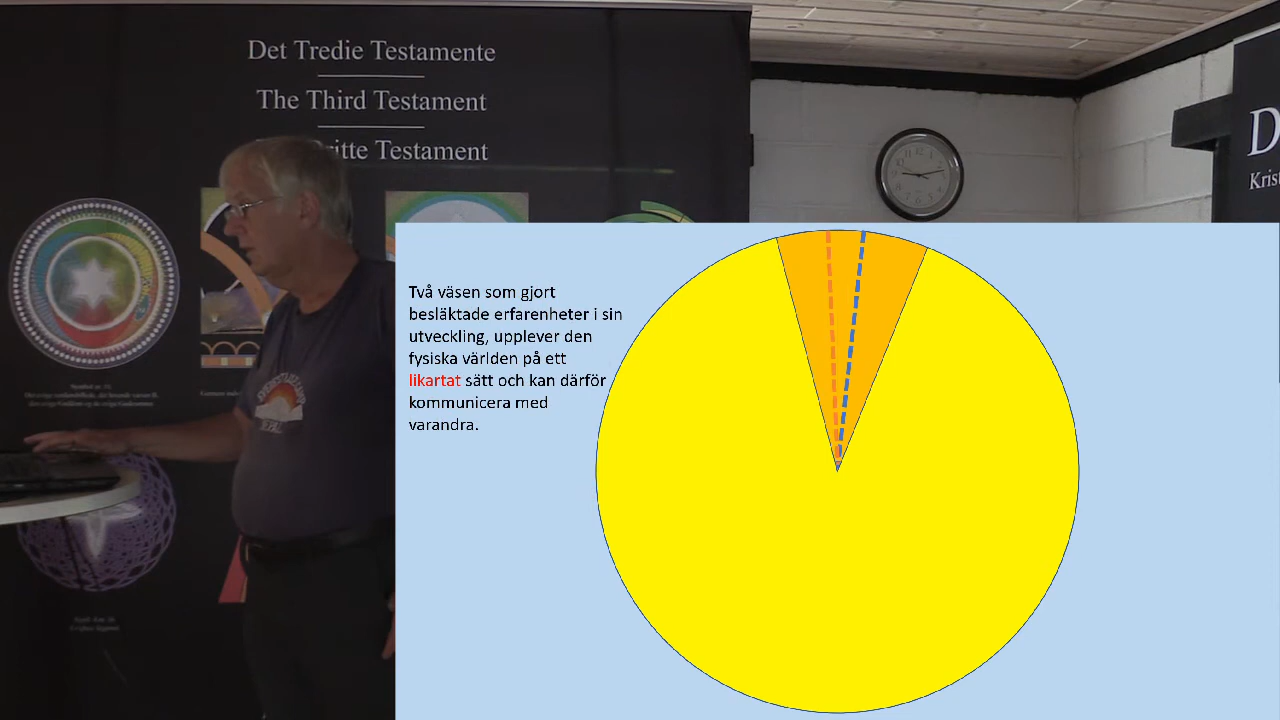 Det Tredie Testamente
The Third Testament
ritte Testament
D
Krist
Två väsen som gjort
besläktade erfarenheter i sin
utveckling, upplever den
fysiska världen på ett
likartat sätt och kan därför
kommunicera med
varandra.